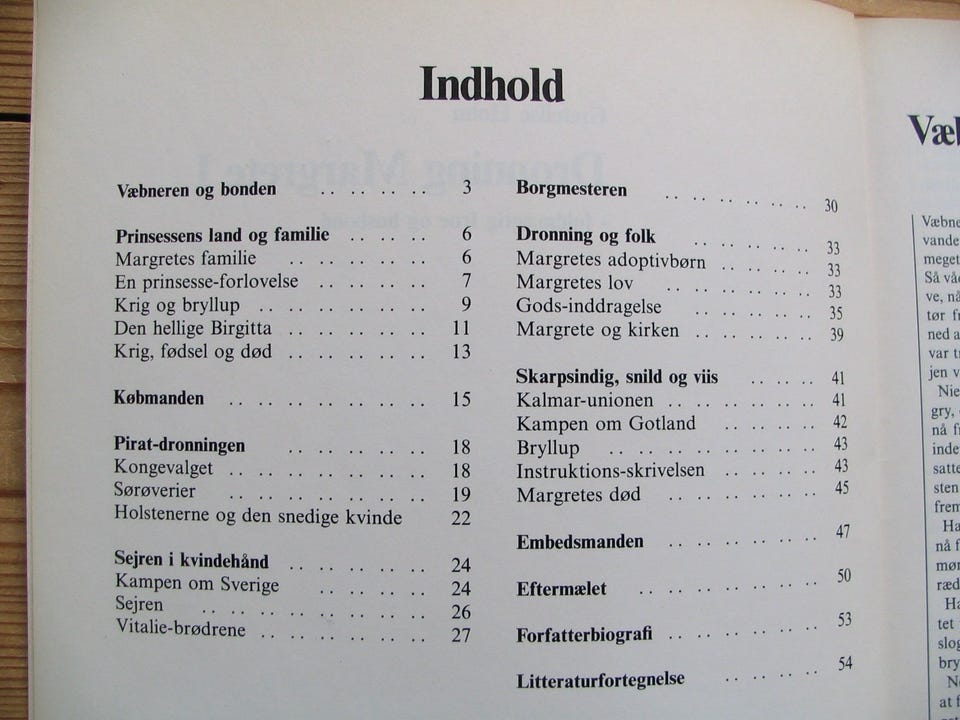 Indhold
Væbneren og bonden . . . . . . . 3
Prinsessens land og familie . . . . . 6
Margretes familie . . . . . . . . 6
En prinsesse-forlovelse . . . . . . 7
Krig og bryllup . . . . . . . . . 9
Den hellige Birgitta . . . . . . . . 11
Krig, fødsel og død . . . . . . . . 13
Købmanden . . . . . . . . . . 15
Pirat-dronningen . . . . . . . . 18
Kongevalget . . . . . . . . . . 18
Sørøverier . . . . . . . . . . 19
Holstenerne og den snedige kvinde 22
Sejren i kvindehånd . . . . . . . . 24
Kampen om Sverige . . . . . . 24
Sejren . . . . . . . . . . . 26
Vitalie-brødrene . . . . . . . . . 27
Borgmesteren . . . . . . . . 30
Dronning og folk . . . . . . . 33
Margretes adoptivbørn . . . . . . 33
Margretes lov . . . . . . . . 33
Gods-inddragelse . . . . . . . 35
Margrete og kirken . . . . . . . . 39
Skarpsindig, snild og viis . . . . . 41
Kalmar-unionen . . . . . . . . 41
Kampen om Gotland . . . . . . 42
Bryllup . . . . . . . . . . . 43
Instruktions-skrivelsen . . . . . . 43
Margretes død . . . . . . . . 45
Embedsmanden . . . . . . . . 47
Eftermælet . . . . . . . . . 50
Forfatterbiografi . . . . . . . . 53
Litteraturfortegnelse . . . . . . 54
Dronning Margrete I